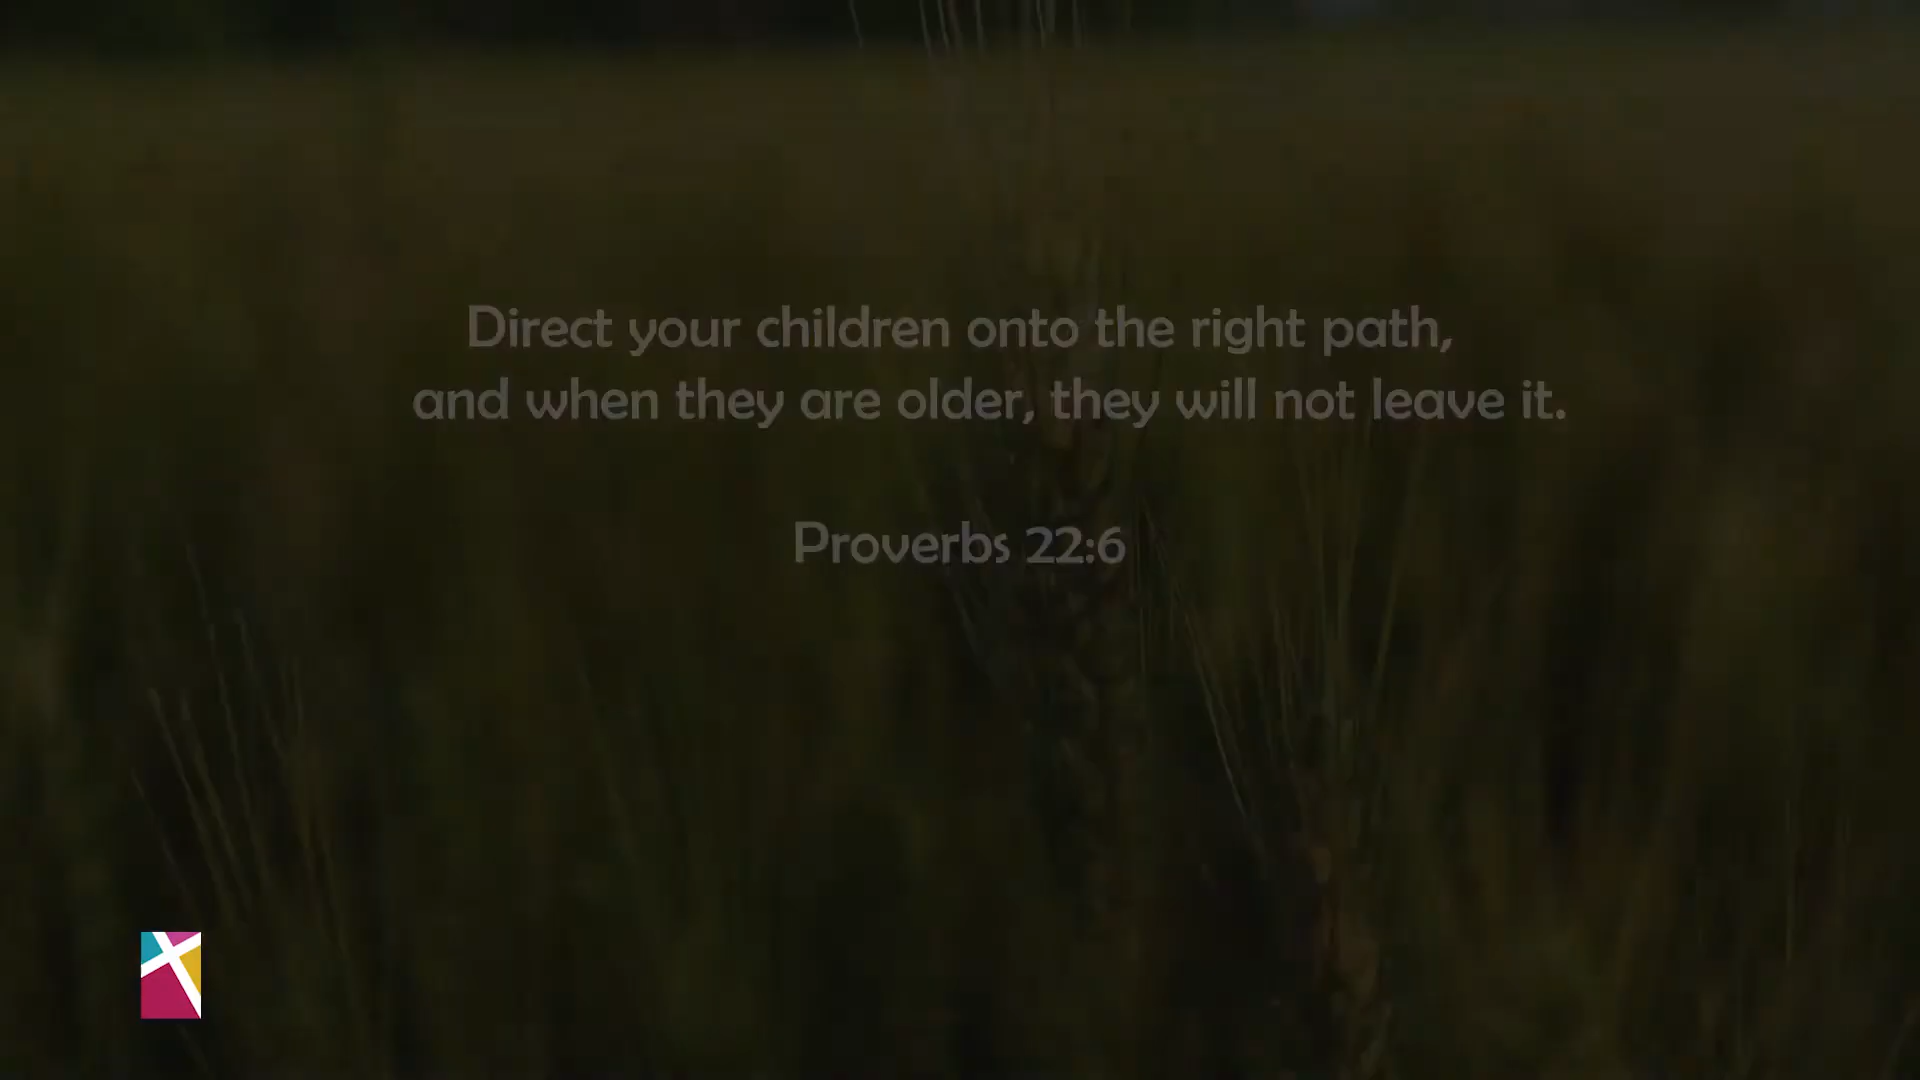 Direct your children onto the right path,
and when they are older, they will not leave it.
Proverbs 22:6